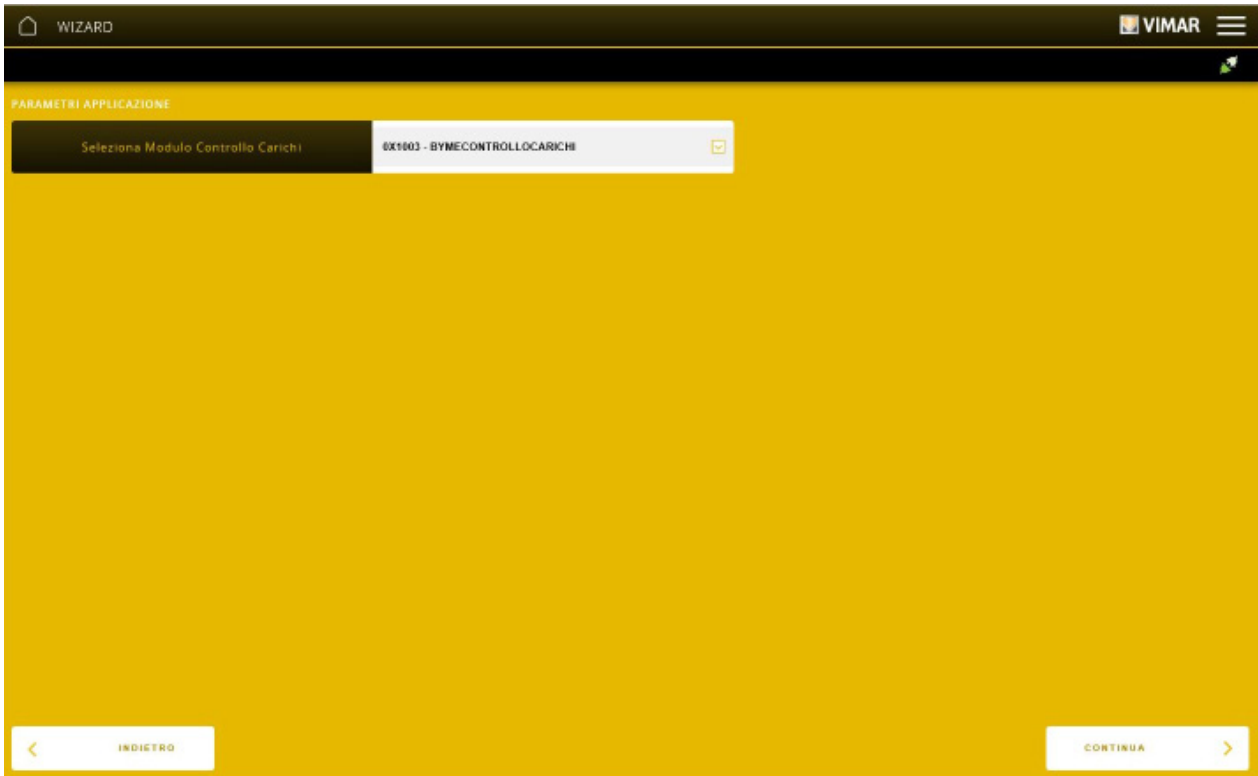 WIZARD
VIMAR
PARAMETRI APPLICAZIONE
Seleziona Modulo Controllo Carichi
0X1003 - BYMECONTROLLOCARICHI
INDIETRO
CONTINUA